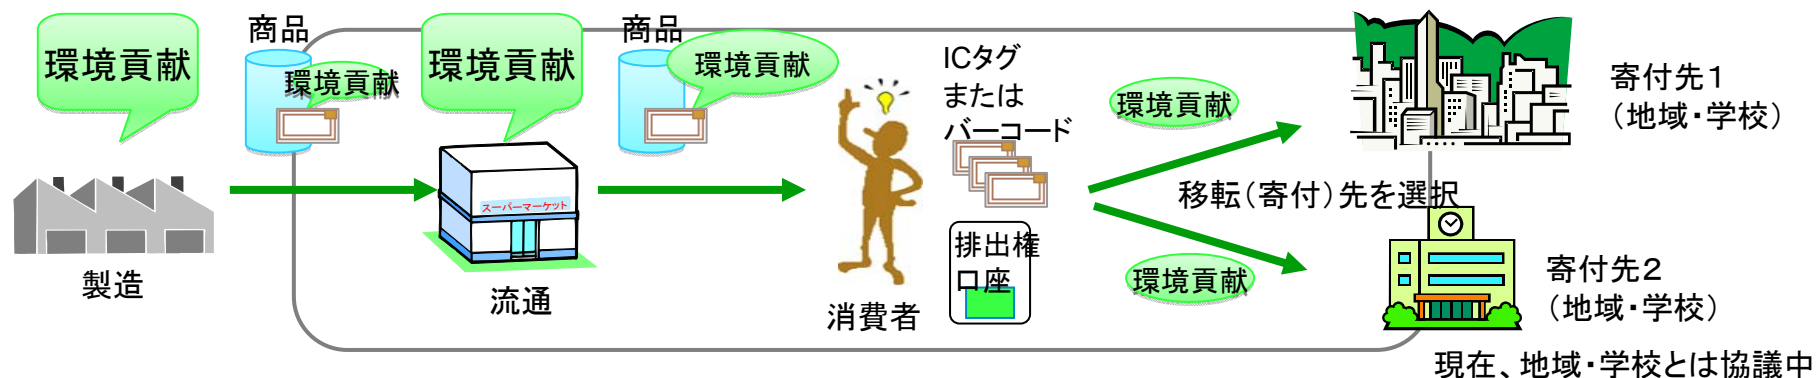 環境貢献
製造
商品
環境貢献
環境貢献
スーパーマーケット
流通
商品
環境貢献
消費者
ICタグ
または
バーコード
排出権
口座
環境貢献
移転(寄付)先を選択
環境貢献
寄付先1
(地域・学校)
寄付先2
(地域・学校)
現在、地域・学校とは協議中